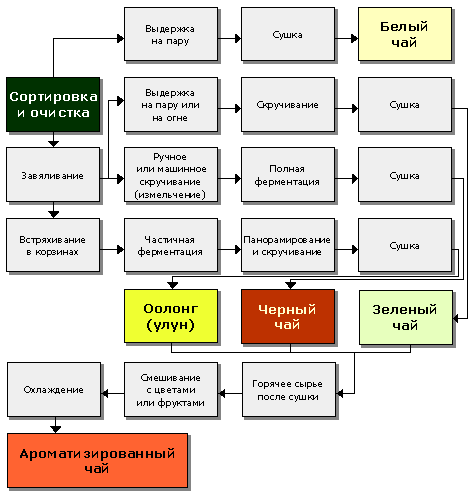 Выдержка
на пару
Сушка
Белый
чай
Сортировка
и очистка
Выдержка
на пару или
на огне
Скручивание
Сушка
Завяливание
Ручное
или машинное
скручивание
(измельчение)
Полная
ферментация
Сушка
Встряхивание
в корзинах
Частичная
ферментация
Панорамирование
и скручивание
Сушка
Оолонг
(улун)
Черный
чай
Зеленый
чай
Охлаждение
Смешивание
с цветами
или фруктами
Горячее сырье
после сушки
Ароматизированный
чай